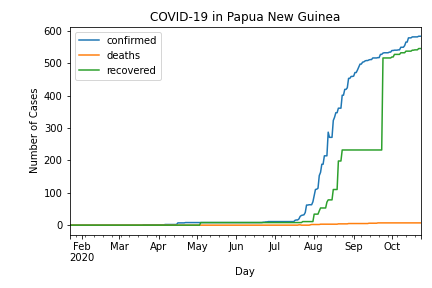 COVID-19 in Papua New Guinea
confirmed
deaths
recovered
Number of Cases
600
500
400
300
200
100
0
Feb Mar Apr May Jun Jul Aug Sep Oct
2020
Day